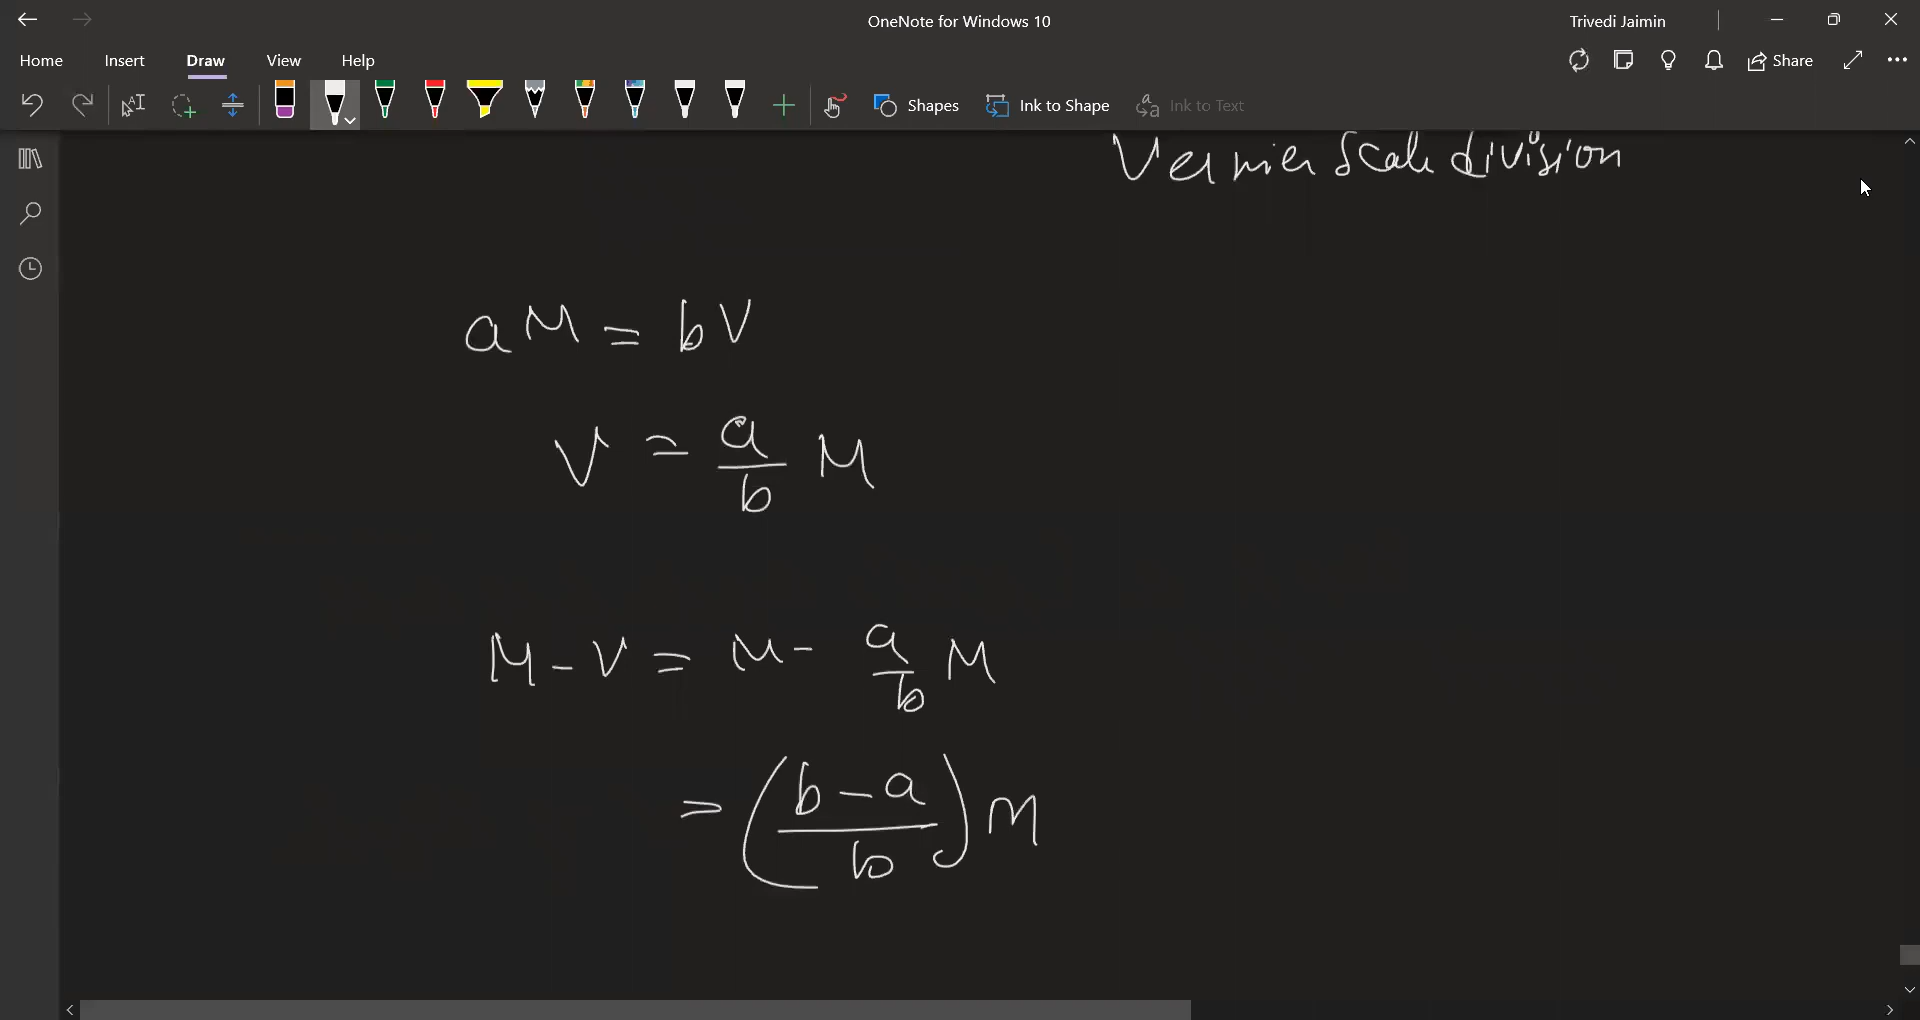 OneNote for Windows 10
Trivedi Jaimin
Home Insert Draw View Help
Share
Shapes Ink to Shape Ink to Text
Vernier Scale division
aM = bV
V = a/b M
M - V = M - a/b M
= (b - a / b) M